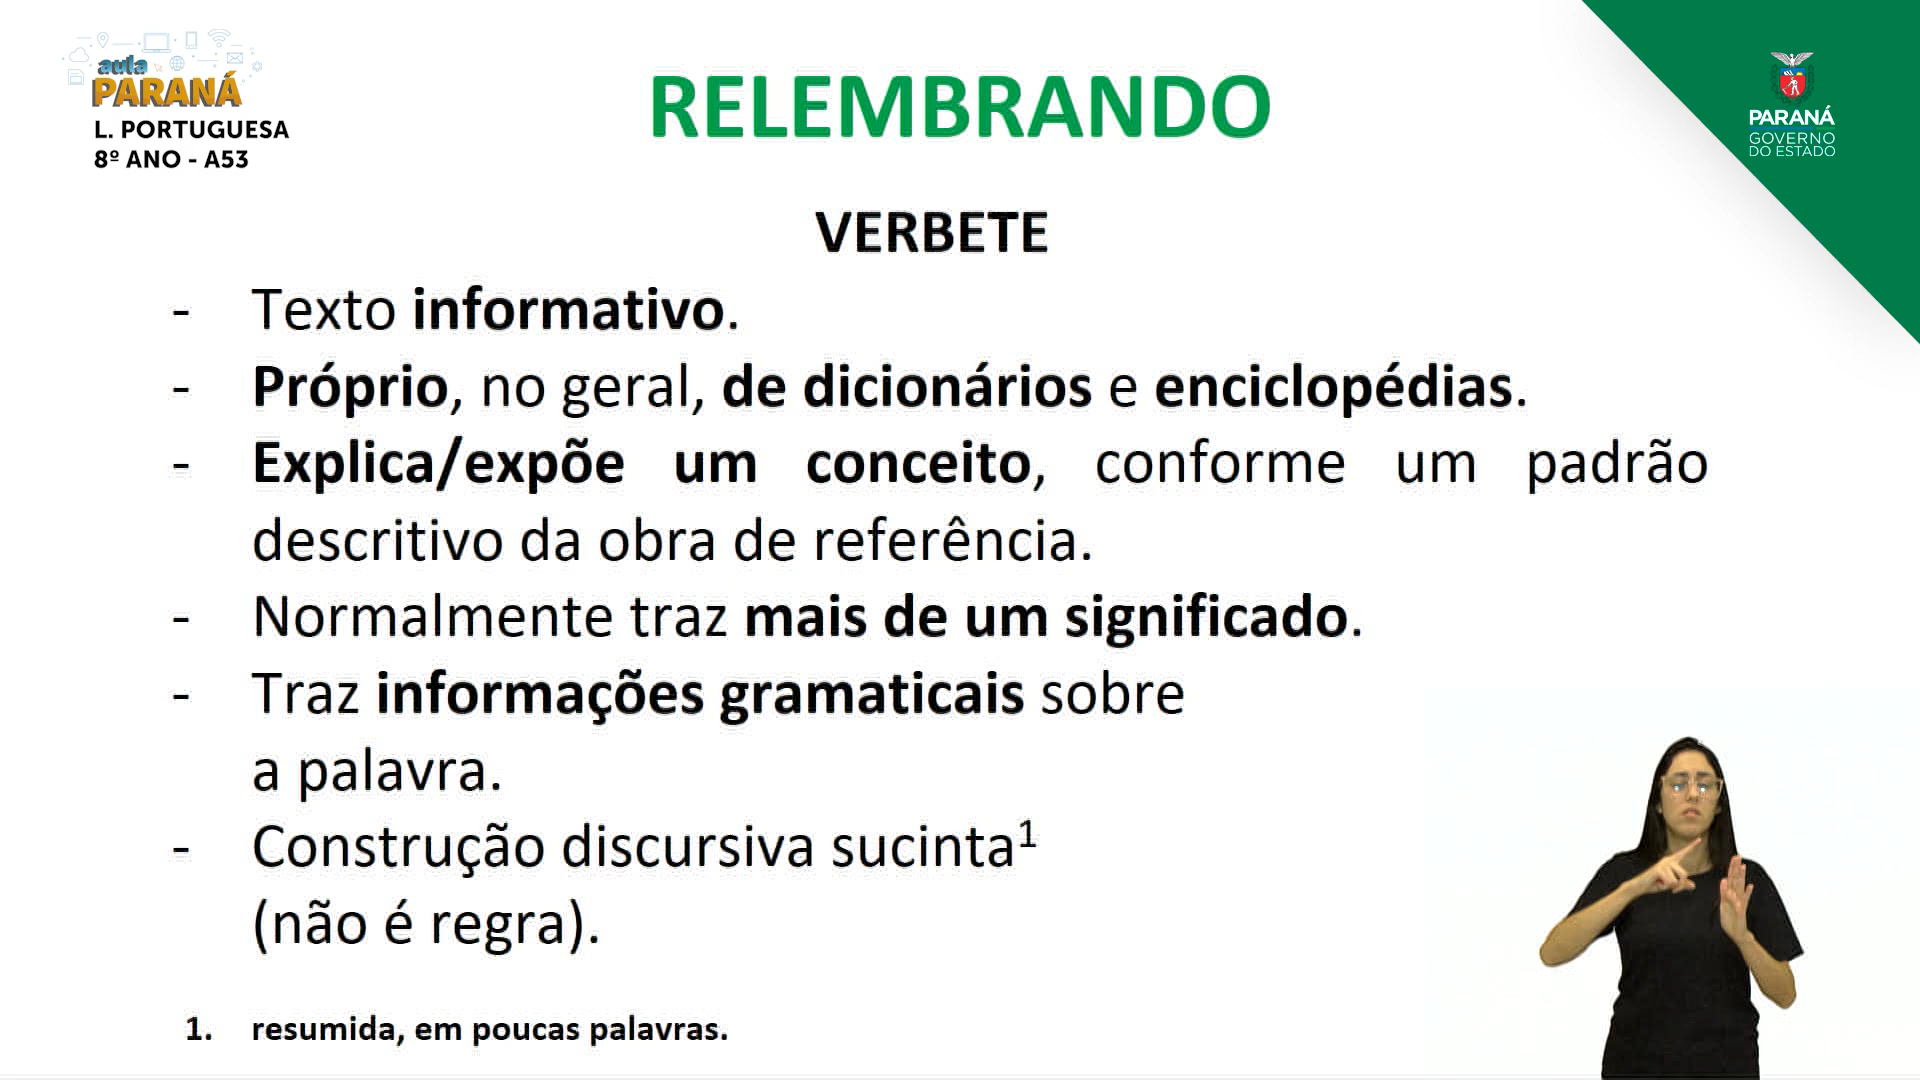 aula
PARANÁ
L. PORTUGUESA
8º ANO - A53
RELEMBRANDO
PARANÁ
GOVERNO
DO ESTADO
VERBETE
- Texto informativo.
- Próprio, no geral, de dicionários e enciclopédias.
- Explica/expõe um conceito, conforme um padrão
descritivo da obra de referência.
- Normalmente traz mais de um significado.
- Traz informações gramaticais sobre
a palavra.
- Construção discursiva sucinta¹
(não é regra).
1. resumida, em poucas palavras.